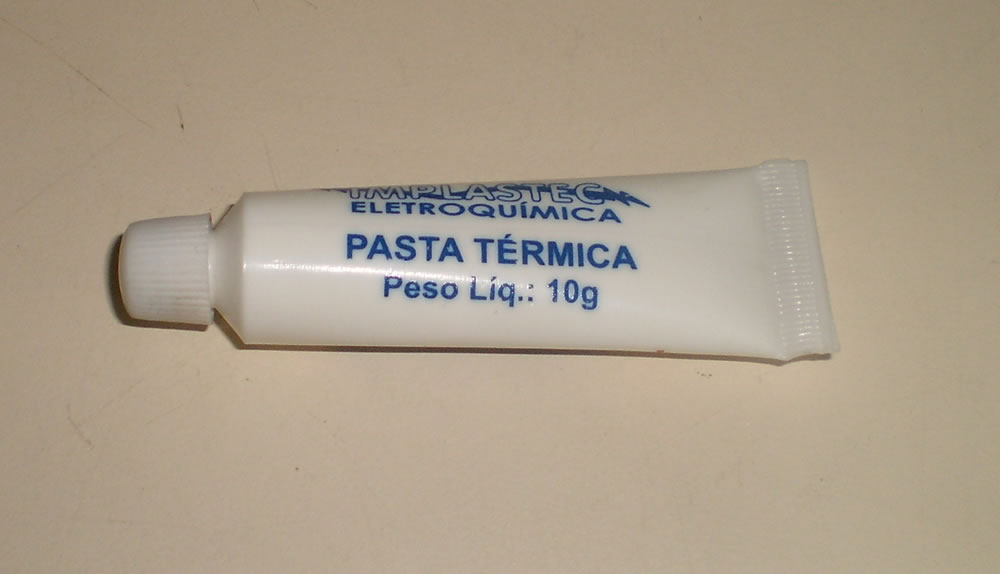 IMPLASTEC
ELETROQUÍMICA
PASTA TÉRMICA
Peso Líq.: 10g